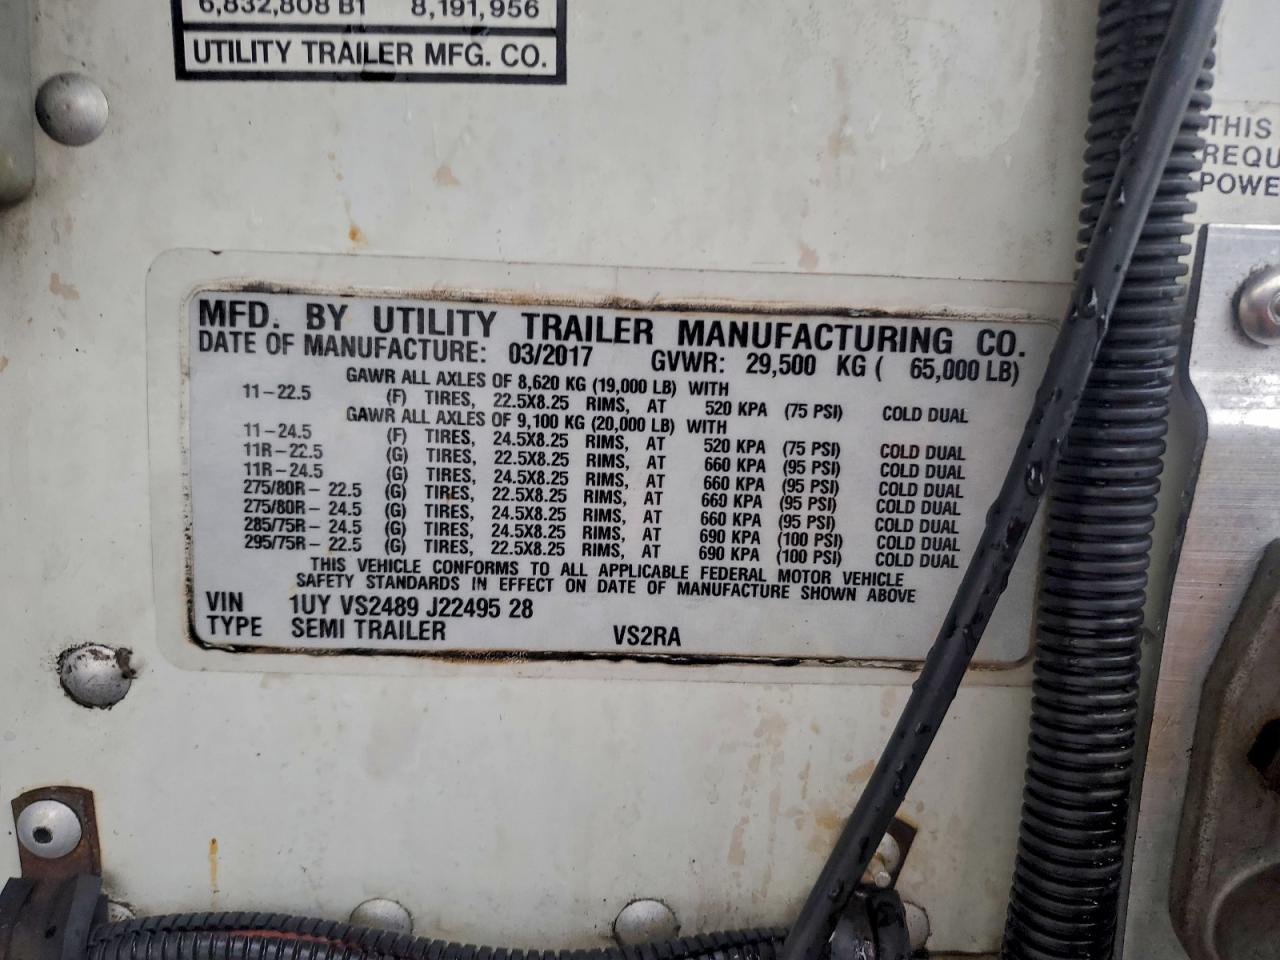 6,832,808 B1 8,191,956
UTILITY TRAILER MFG. CO.
THIS
REQU
POWE
MFD. BY UTILITY TRAILER MANUFACTURING CO.
DATE OF MANUFACTURE: 03/2017 GVWR: 29,500 KG ( 65,000 LB)
GAWR ALL AXLES OF 8,620 KG (19,000 LB) WITH
11-22.5 (F) TIRES, 22.5X8.25 RIMS, AT 520 KPA (75 PSI) COLD DUAL
GAWR ALL AXLES OF 9,100 KG (20,000 LB) WITH
11-24.5 (F) TIRES, 24.5X8.25 RIMS, AT 520 KPA (75 PSI) COLD DUAL
11R-22.5 (G) TIRES, 22.5X8.25 RIMS, AT 660 KPA (95 PSI) COLD DUAL
11R-24.5 (G) TIRES, 24.5X8.25 RIMS, AT 660 KPA (95 PSI) COLD DUAL
275/80R- 22.5 (G) TIRES, 22.5X8.25 RIMS, AT 660 KPA (95 PSI) COLD DUAL
275/80R- 24.5 (G) TIRES, 24.5X8.25 RIMS, AT 660 KPA (95 PSI) COLD DUAL
285/75R- 24.5 (G) TIRES, 24.5X8.25 RIMS, AT 690 KPA (100 PSI) COLD DUAL
295/75R- 22.5 (G) TIRES, 22.5X8.25 RIMS, AT 690 KPA (100 PSI) COLD DUAL
THIS VEHICLE CONFORMS TO ALL APPLICABLE FEDERAL MOTOR VEHICLE
SAFETY STANDARDS IN EFFECT ON DATE OF MANUFACTURE SHOWN ABOVE
VIN 1UY VS2489 J22495 28
TYPE SEMI TRAILER VS2RA